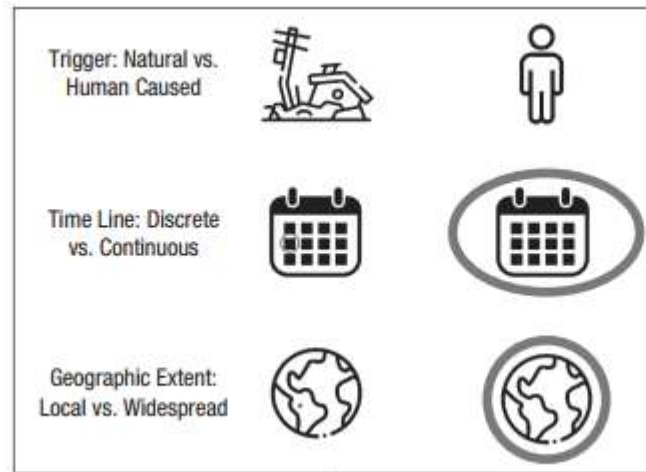 Trigger: Natural vs.
Human Caused
Time Line: Discrete
vs. Continuous
Geographic Extent:
Local vs. Widespread